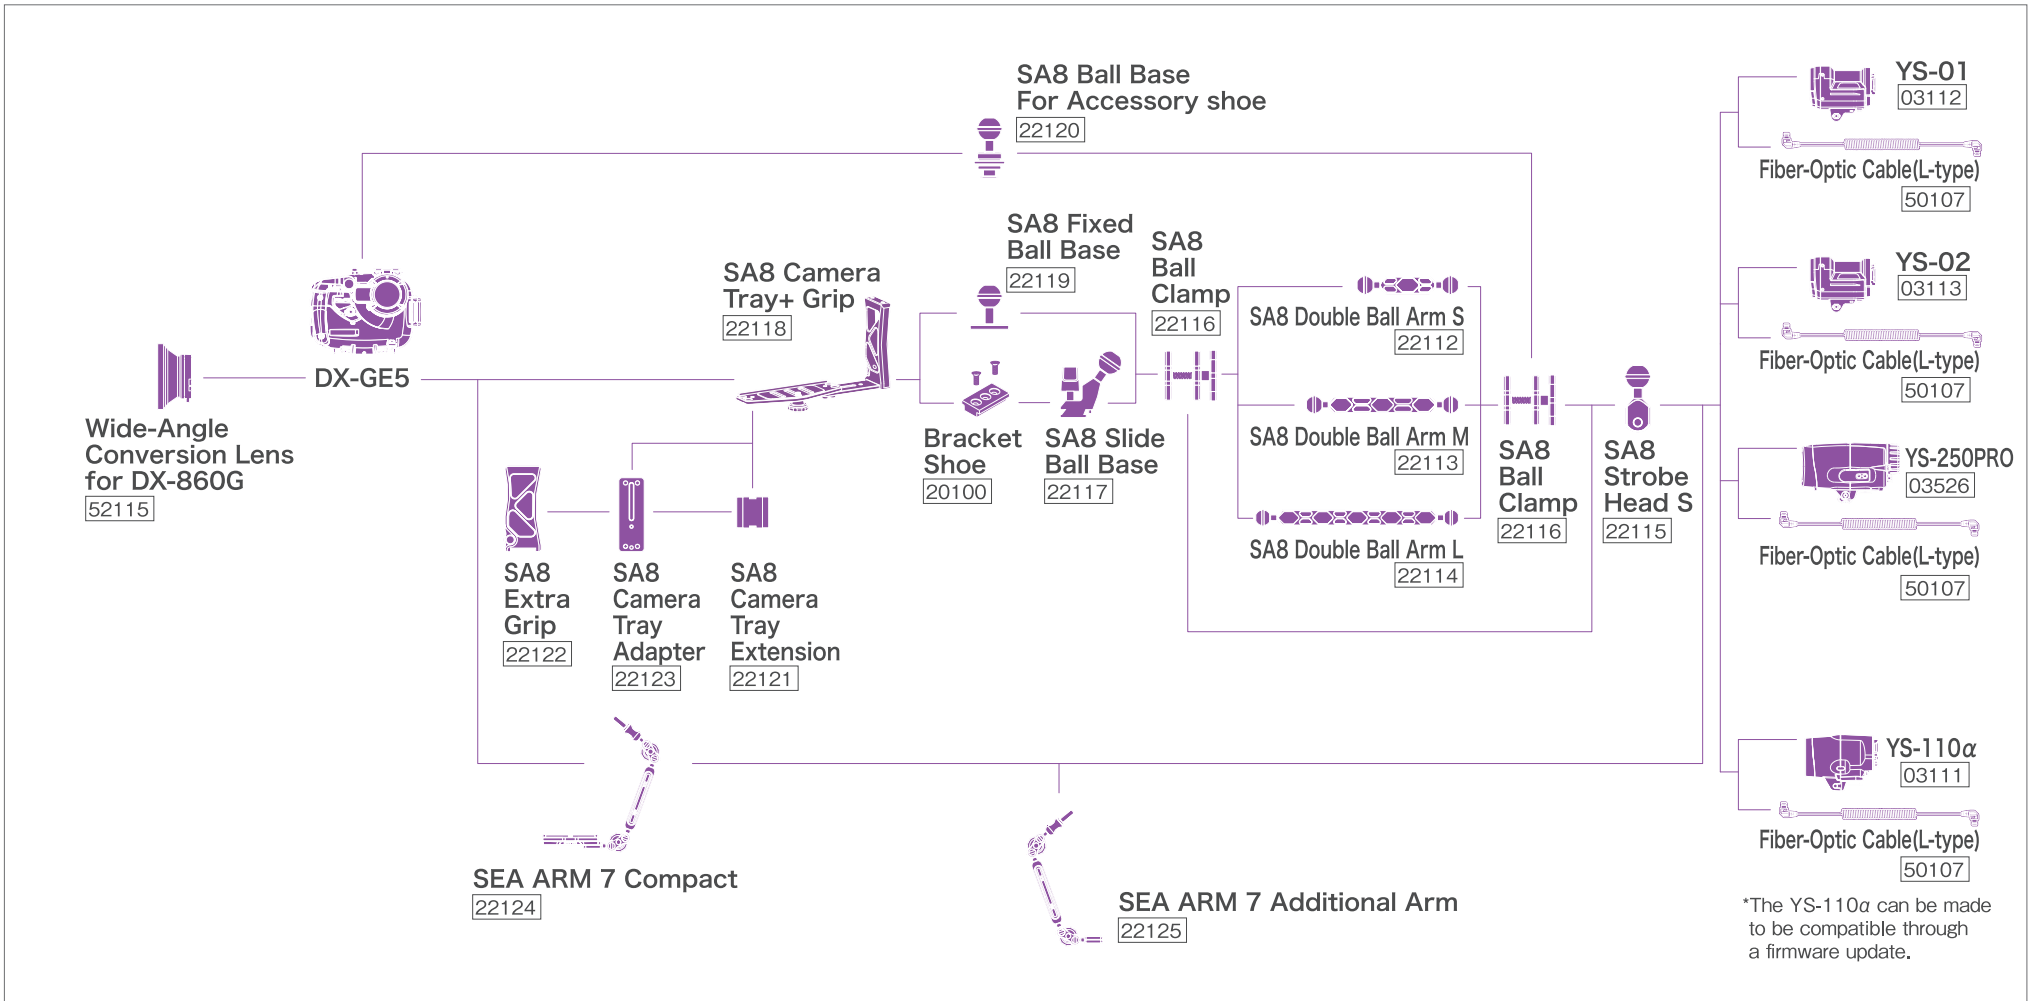 SA8 Ball Base
For Accessory shoe
22120
YS-01
03112
Fiber-Optic Cable(L-type)
50107
SA8 Fixed
Ball Base
22119
SA8
Ball
Clamp
22116
SA8 Camera
Tray+ Grip
22118
YS-02
03113
Fiber-Optic Cable(L-type)
50107
SA8 Double Ball Arm S
22112
DX-GE5
Wide-Angle
Conversion Lens
for DX-860G
52115
Bracket
Shoe
20100
SA8 Slide
Ball Base
22117
SA8 Double Ball Arm M
22113
SA8
Ball
Clamp
22116
SA8
Strobe
Head S
22115
YS-250PRO
03526
Fiber-Optic Cable(L-type)
50107
SA8 Double Ball Arm L
22114
SA8
Extra
Grip
22122
SA8
Camera
Tray
Adapter
22123
SA8
Camera
Tray
Extension
22121
YS-110α
03111
Fiber-Optic Cable(L-type)
50107
SEA ARM 7 Compact
22124
SEA ARM 7 Additional Arm
22125
*The YS-110α can be made
to be compatible through
a firmware update.